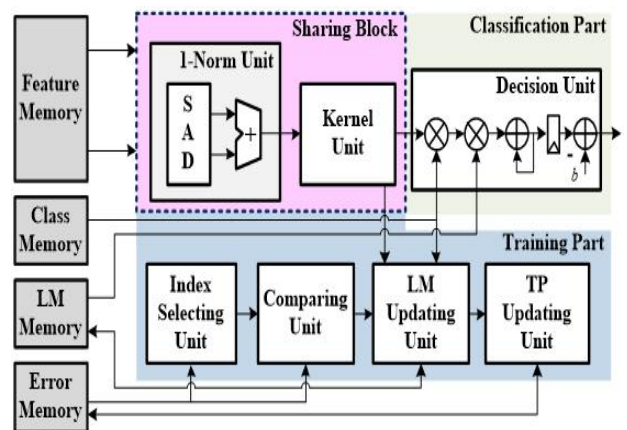 Sharing Block
Classification Part
Feature
Memory
1-Norm Unit
S
A
D
+
Kernel
Unit
Decision Unit
-
b
Class
Memory
Training Part
LM
Memory
Index
Selecting
Unit
Comparing
Unit
LM
Updating
Unit
TP
Updating
Unit
Error
Memory